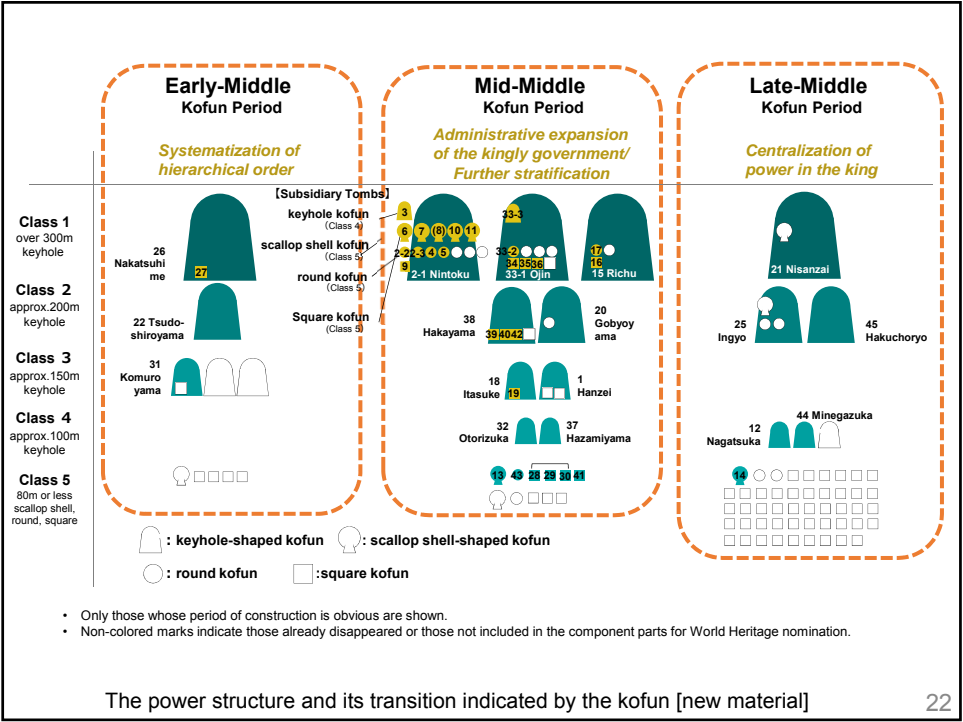 Early-Middle
Kofun Period
Mid-Middle
Kofun Period
Late-Middle
Kofun Period
Systematization of
hierarchical order
Administrative expansion
of the kingly government/
Further stratification
Centralization of
power in the king
【Subsidiary Tombs】
keyhole kofun
(Class 4)
scallop shell kofun
(Class 5)
round kofun
(Class 5)
Square kofun
(Class 5)
Class 1
over 300m
keyhole
26
Nakatsuhi
me
27
3
6 7 (8) 10 11
2-2 2-3 4 5
9
2-1 Nintoku
33-3
33-2
34 35 36
33-1 Ojin
17
16
15 Richu
21 Nisanzai
Class 2
approx.200m
keyhole
22 Tsudo-
shiroyama
38
Hakayama
39 40 42
20
Gobyoy
ama
25
Ingyo
45
Hakuchoryo
Class 3
approx.150m
keyhole
31
Komuro
yama
18
Itasuke
19
1
Hanzei
Class 4
approx.100m
keyhole
32
Otorizuka
37
Hazamiyama
12
Nagatsuka
44 Minegazuka
Class 5
80m or less
scallop shell,
round, square
13 43 28 29 30 41
14
: keyhole-shaped kofun
: scallop shell-shaped kofun
: round kofun
:square kofun
• Only those whose period of construction is obvious are shown.
• Non-colored marks indicate those already disappeared or those not included in the component parts for World Heritage nomination.
The power structure and its transition indicated by the kofun [new material]
22